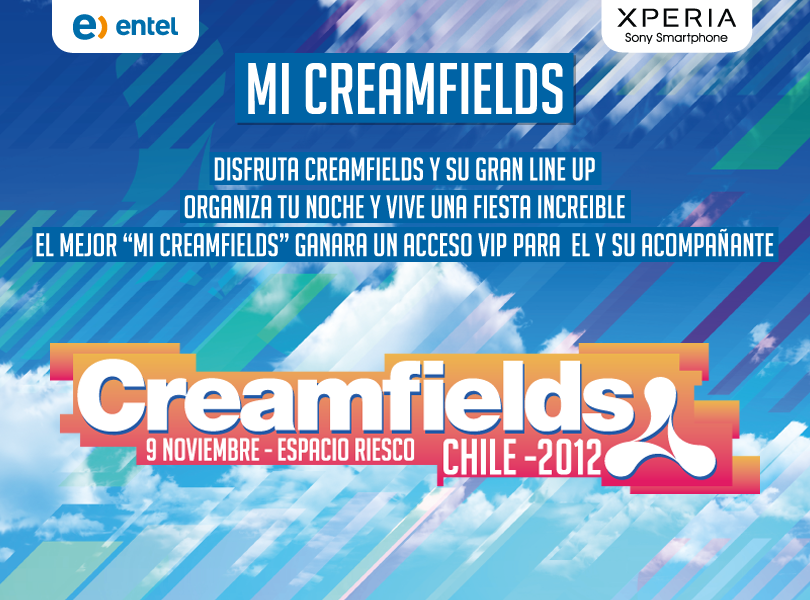 entel
XPERIA
Sony Smartphone
MI CREAMFIELDS
DISFRUTA CREAMFIELDS Y SU GRAN LINE UP
ORGANIZA TU NOCHE Y VIVE UNA FIESTA INCREIBLE
EL MEJOR “MI CREAMFIELDS” GANARA UN ACCESO VIP PARA EL Y SU ACOMPAÑANTE
Creamfields
9 NOVIEMBRE - ESPACIO RIESCO
CHILE -2012